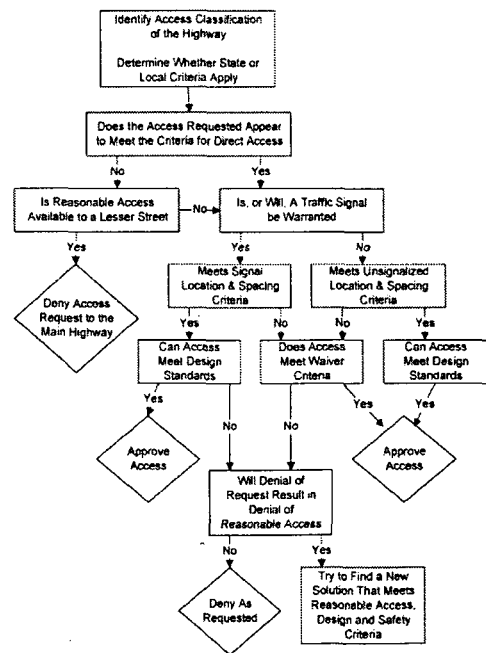 Identify Access Classification
of the Highway
Determine Whether State or
Local Criteria Apply
Does the Access Requested Appear
to Meet the Criteria for Direct Access
No
Yes
Is Reasonable Access
Available to a Lesser Street
No
Is, or Will, A Traffic Signal
be Warranted
Yes
Yes
No
Deny Access
Request to the
Main Highway
Meets Signal
Location & Spacing
Criteria
Meets Unsignalized
Location & Spacing
Criteria
Yes
No
No
Yes
Can Access
Meet Design
Standards
Does Access
Meet Waiver
Criteria
Can Access
Meet Design
Standards
Yes
No
No
Yes
Yes
Approve
Access
Approve
Access
Will Denial of
Request Result in
Denial of
Reasonable Access
No
Yes
Deny As
Requested
Try to Find a New
Solution That Meets
Reasonable Access,
Design and Safety
Criteria